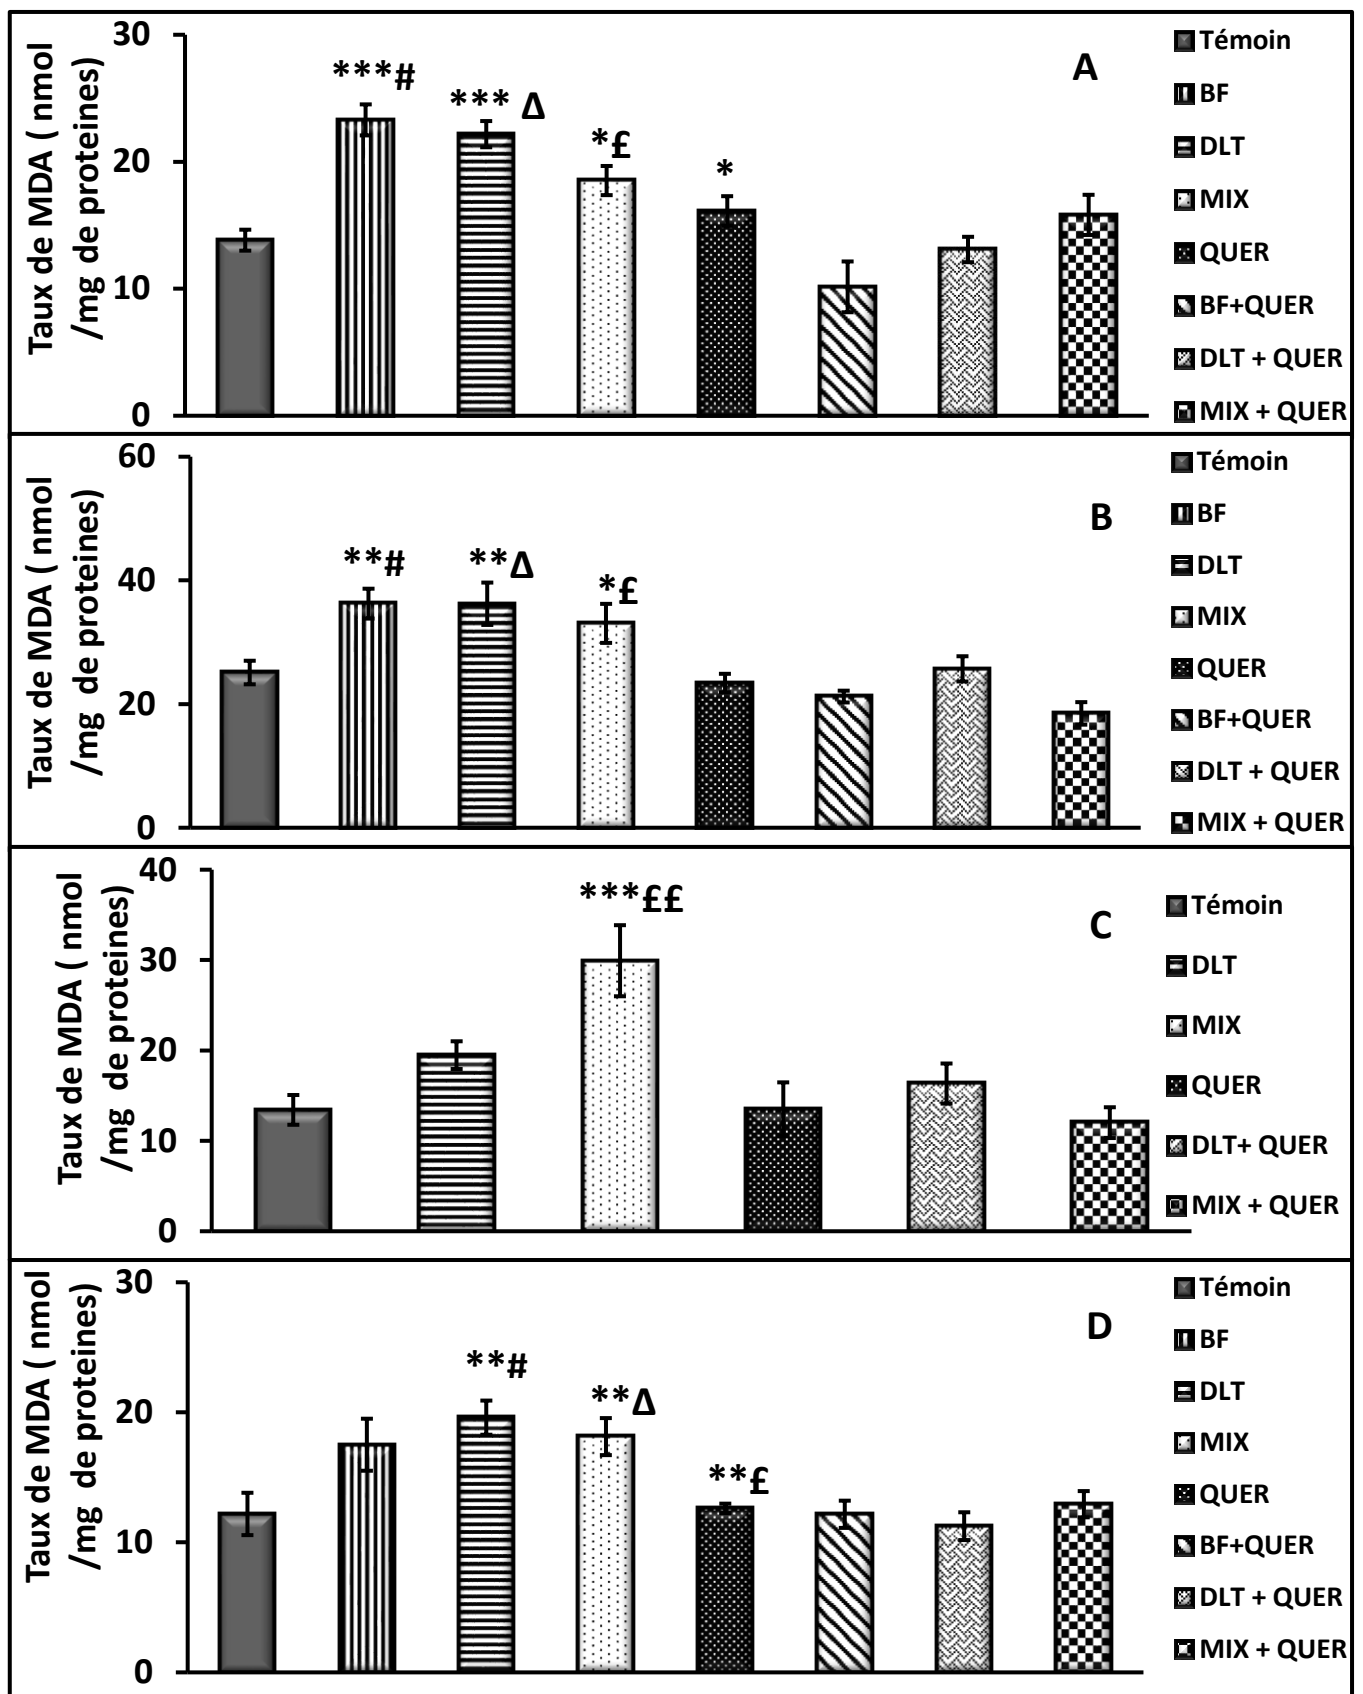 Taux de MDA ( nmol
/mg de proteines)
30
20
10
0
***#
*** Δ
*£
*
A
Témoin
BF
DLT
MIX
QUER
BF+QUER
DLT + QUER
MIX + QUER
Taux de MDA ( nmol
/mg de proteines)
60
40
20
0
**#
**Δ
*£
B
Témoin
BF
DLT
MIX
QUER
BF+QUER
DLT + QUER
MIX + QUER
Taux de MDA ( nmol
/mg de proteines)
40
30
20
10
0
***££
C
Témoin
DLT
MIX
QUER
DLT+ QUER
MIX + QUER
Taux de MDA ( nmol
/mg de proteines)
30
20
10
0
**#
**Δ
**£
D
Témoin
BF
DLT
MIX
QUER
BF+QUER
DLT + QUER
MIX + QUER